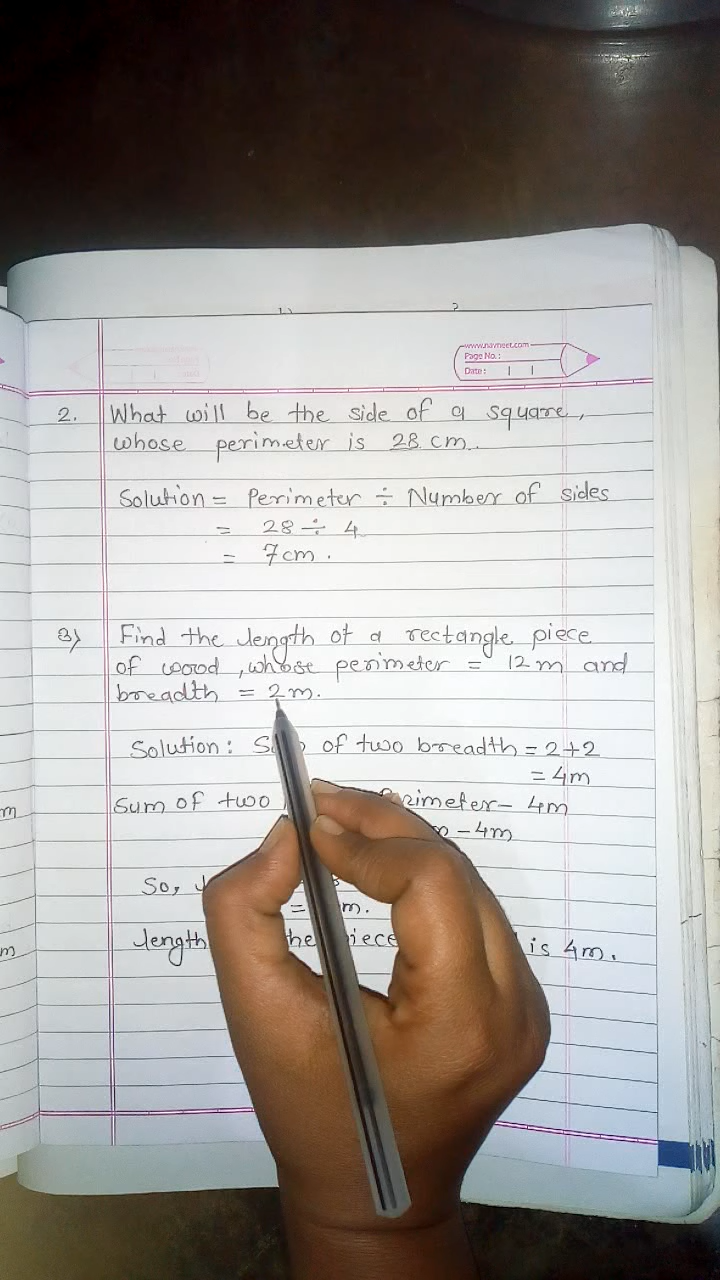 www.navneet.com
Page No.:
Date:
2. What will be the side of a square,
whose perimeter is 28 cm.
Solution = Perimeter ÷ Number of sides
= 28 ÷ 4
= 7cm.
3) Find the length of a rectangle piece
of wood, whose perimeter = 12m and
breadth = 2m.
Solution: of two breadth = 2+2
= 4m
Sum of two - 4m
- 4m
m
So,
= m.
length is 4m.
m